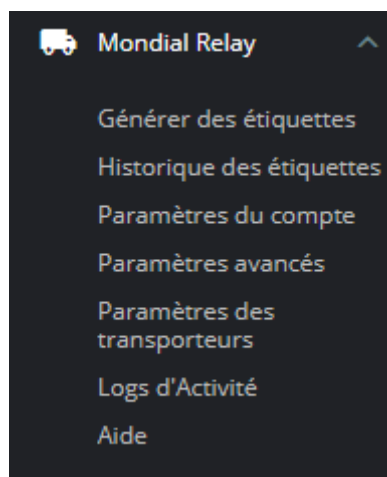 Mondial Relay
Générer des étiquettes
Historique des étiquettes
Paramètres du compte
Paramètres avancés
Paramètres des
transporteurs
Logs d'Activité
Aide